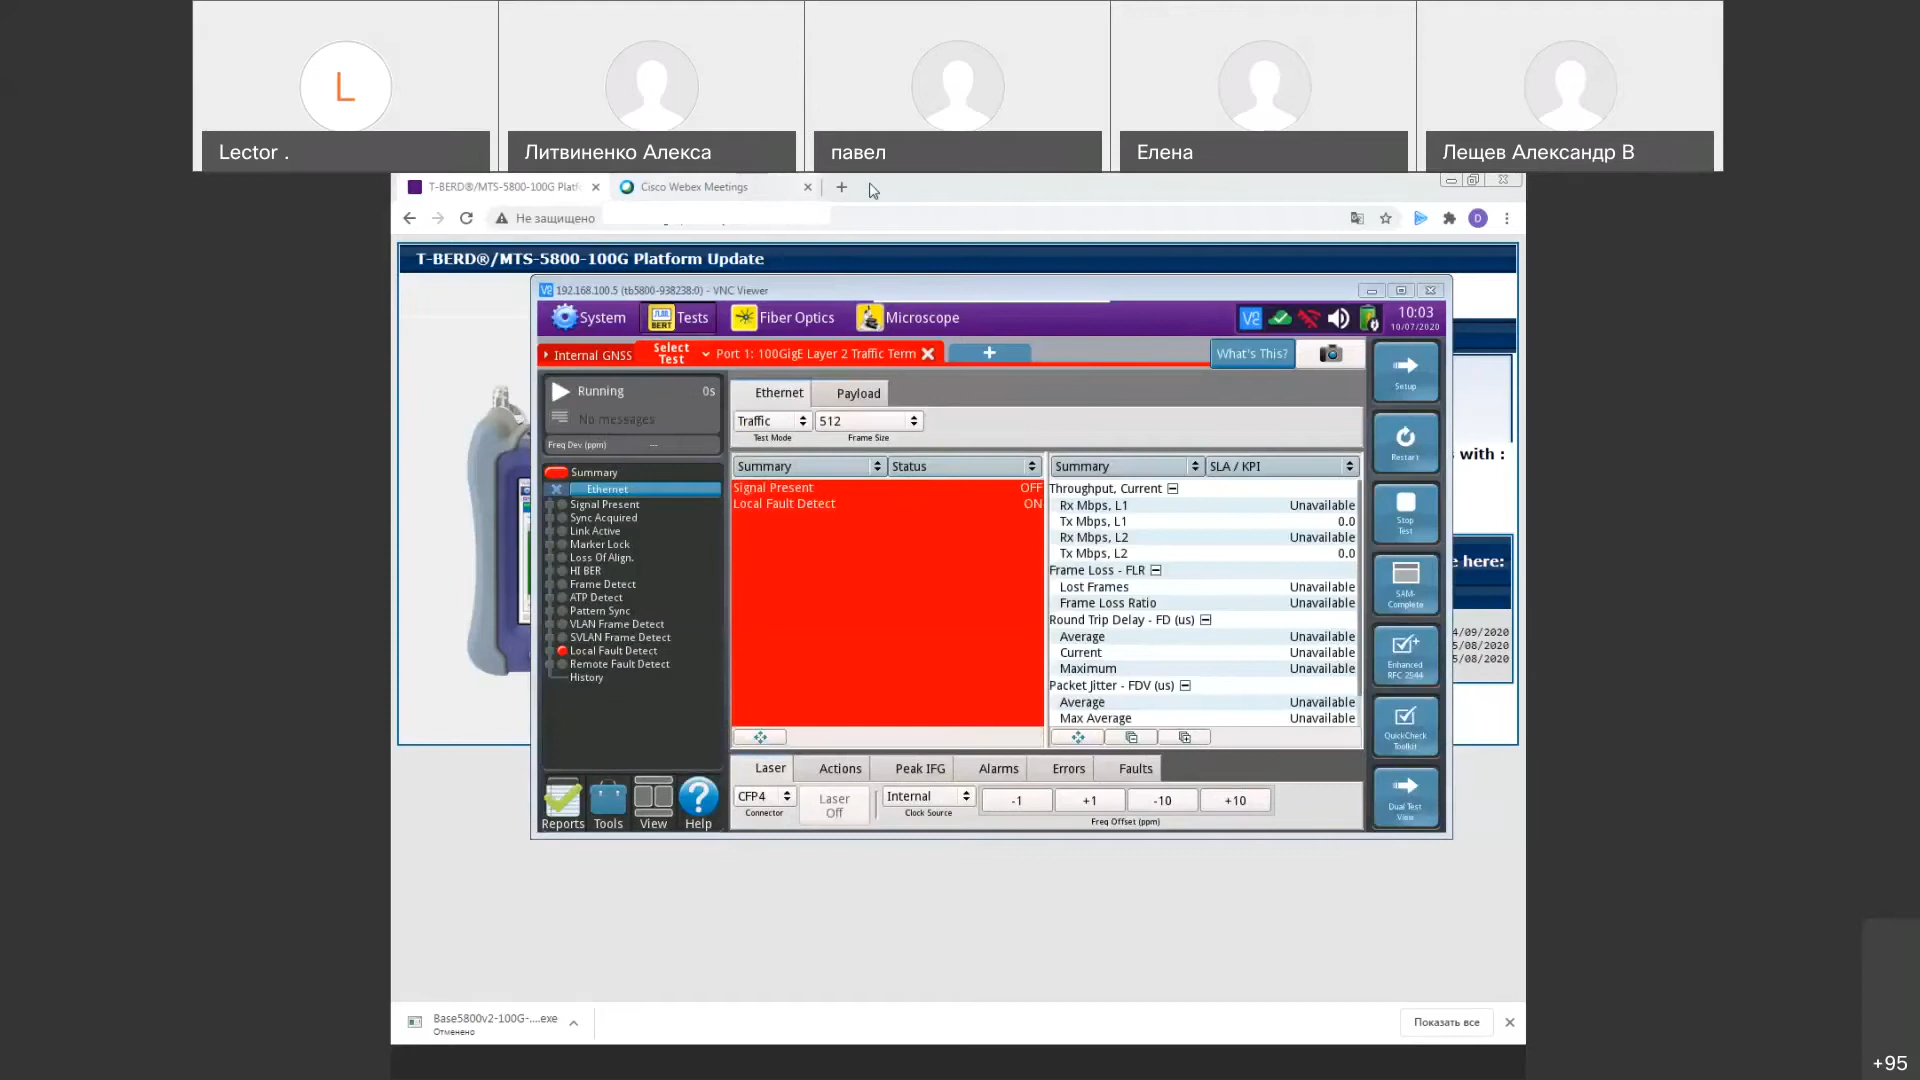 L
Lector .
Литвиненко Алекса
павел
Елена
Лещев Александр В
T-BERD®/MTS-5800-100G Platf
Cisco Webex Meetings
Не защищено
D
T-BERD®/MTS-5800-100G Platform Update
192.168.100.5 (tb5800-938238:0) - VNC Viewer
System
Tests
Fiber Optics
Microscope
10:03
10/07/2020
Internal GNSS
Select Test
Port 1: 100GigE Layer 2 Traffic Term
What's This?
Running
0s
No messages
Freq Dev (ppm)
---
Summary
Ethernet
Signal Present
Sync Acquired
Link Active
Marker Lock
Loss Of Align.
HI BER
Frame Detect
ATP Detect
Pattern Sync
VLAN Frame Detect
SVLAN Frame Detect
Local Fault Detect
Remote Fault Detect
History
Reports
Tools
View
Help
Ethernet
Payload
Traffic
512
Test Mode
Frame Size
Summary
Status
Signal Present OFF
Local Fault Detect ON
Summary
SLA / KPI
Throughput, Current
Rx Mbps, L1 Unavailable
Tx Mbps, L1 0.0
Rx Mbps, L2 Unavailable
Tx Mbps, L2 0.0
Frame Loss - FLR
Lost Frames Unavailable
Frame Loss Ratio Unavailable
Round Trip Delay - FD (us)
Average Unavailable
Current Unavailable
Maximum Unavailable
Packet Jitter - FDV (us)
Average Unavailable
Max Average Unavailable
Laser
Actions
Peak IFG
Alarms
Errors
Faults
CFP4
Connector
Laser
Off
Internal
Clock Source
-1
+1
-10
+10
Freq Offset (ppm)
Setup
Restart
Stop
Test
SAM-
Complete
Enhanced
RFC 2544
QuickCheck
Toolkit
Dual Test
View
with :
here:
4/09/2020
5/08/2020
5/08/2020
Base5800v2-100G-....exe
Отменено
Показать все
+95